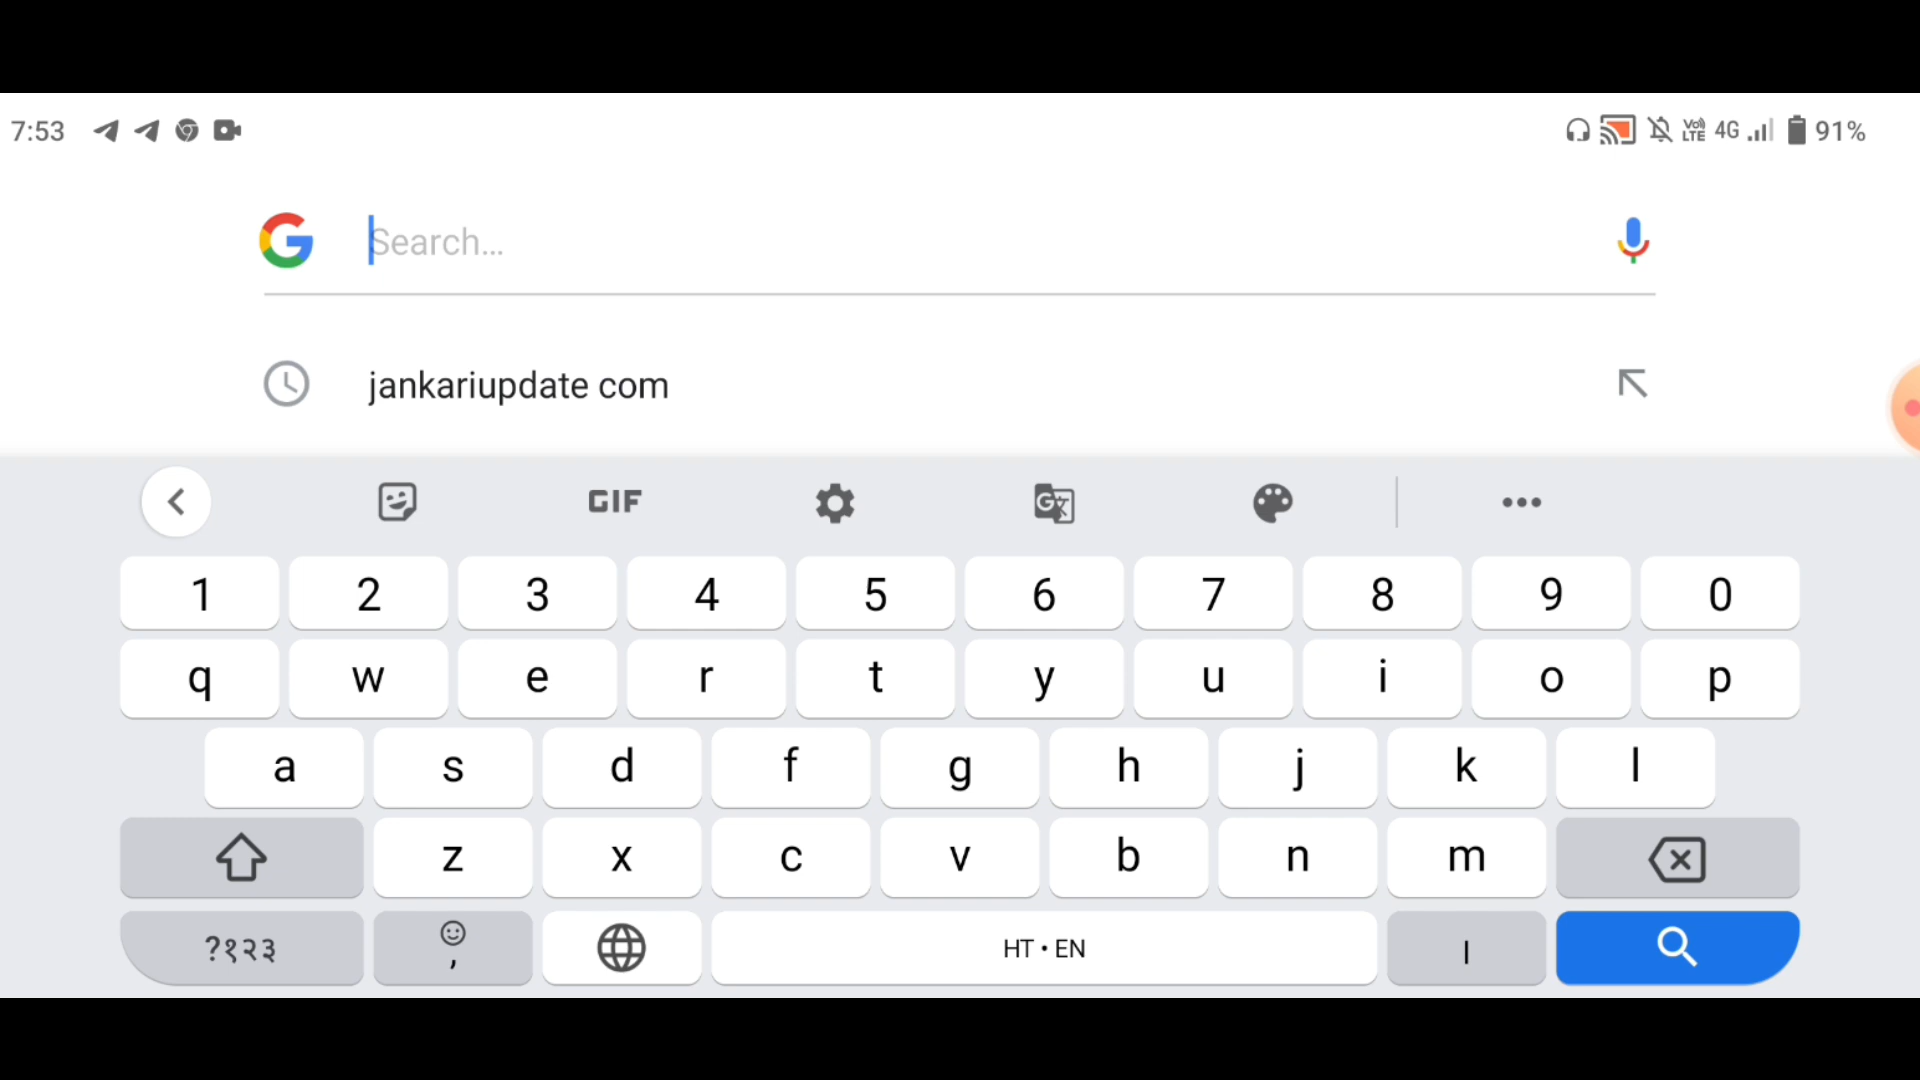 7:53 4G 91%
Search...
jankariupdate com
GIF
1 2 3 4 5 6 7 8 9 0
q w e r t y u i o p
a s d f g h j k l
z x c v b n m
?१२३ , HT • EN ।